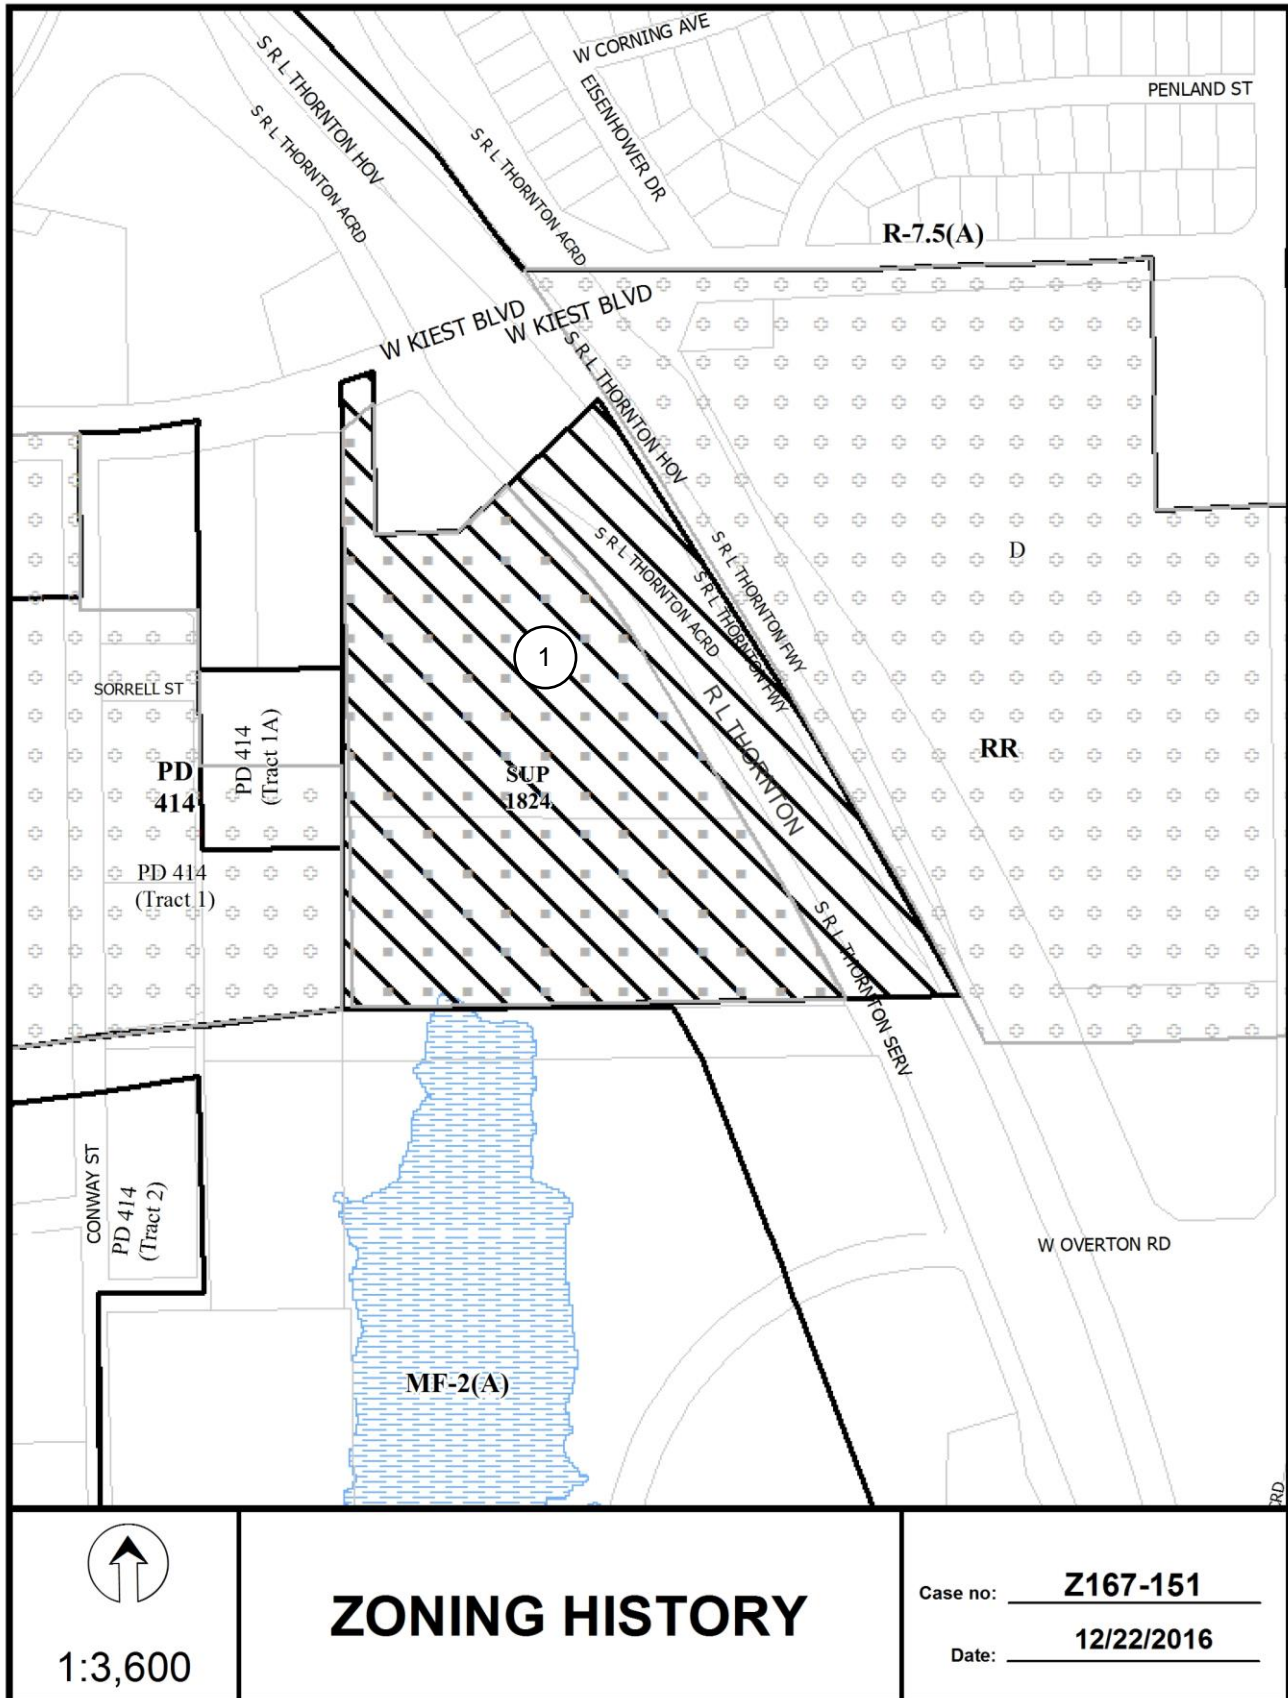 W CORNING AVE
S R L THORNTON HOV
EISENHOWER DR
PENLAND ST
S R L THORNTON ACRD
S R L THORNTON ACRD
R-7.5(A)
W KIEST BLVD
W KIEST BLVD
S R L THORNTON HOV
S R L THORNTON ACRD
S R L THORNTON FWY
S R L THORNTON FWY
D
1
SORRELL ST
PD 414
(Tract 1A)
R L THORNTON
RR
PD
414
SUP
1824
PD 414
(Tract 1)
S R L THORNTON SERV
CONWAY ST
PD 414
(Tract 2)
W OVERTON RD
MF-2(A)
CRD
1:3,600
ZONING HISTORY
Case no: Z167-151
Date: 12/22/2016